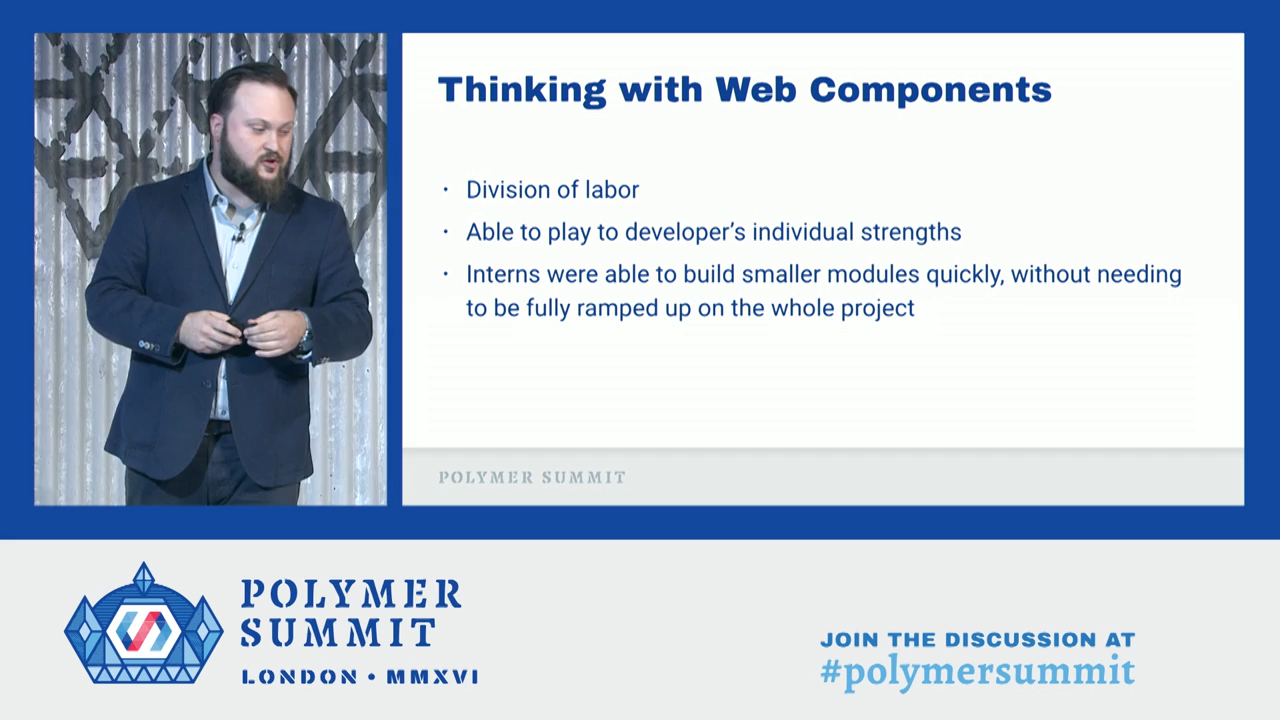 Thinking with Web Components
· Division of labor
· Able to play to developer’s individual strengths
· Interns were able to build smaller modules quickly, without needing
to be fully ramped up on the whole project
POLYMER SUMMIT
POLYMER
SUMMIT
LONDON • MMXVI
JOIN THE DISCUSSION AT
#polymersummit